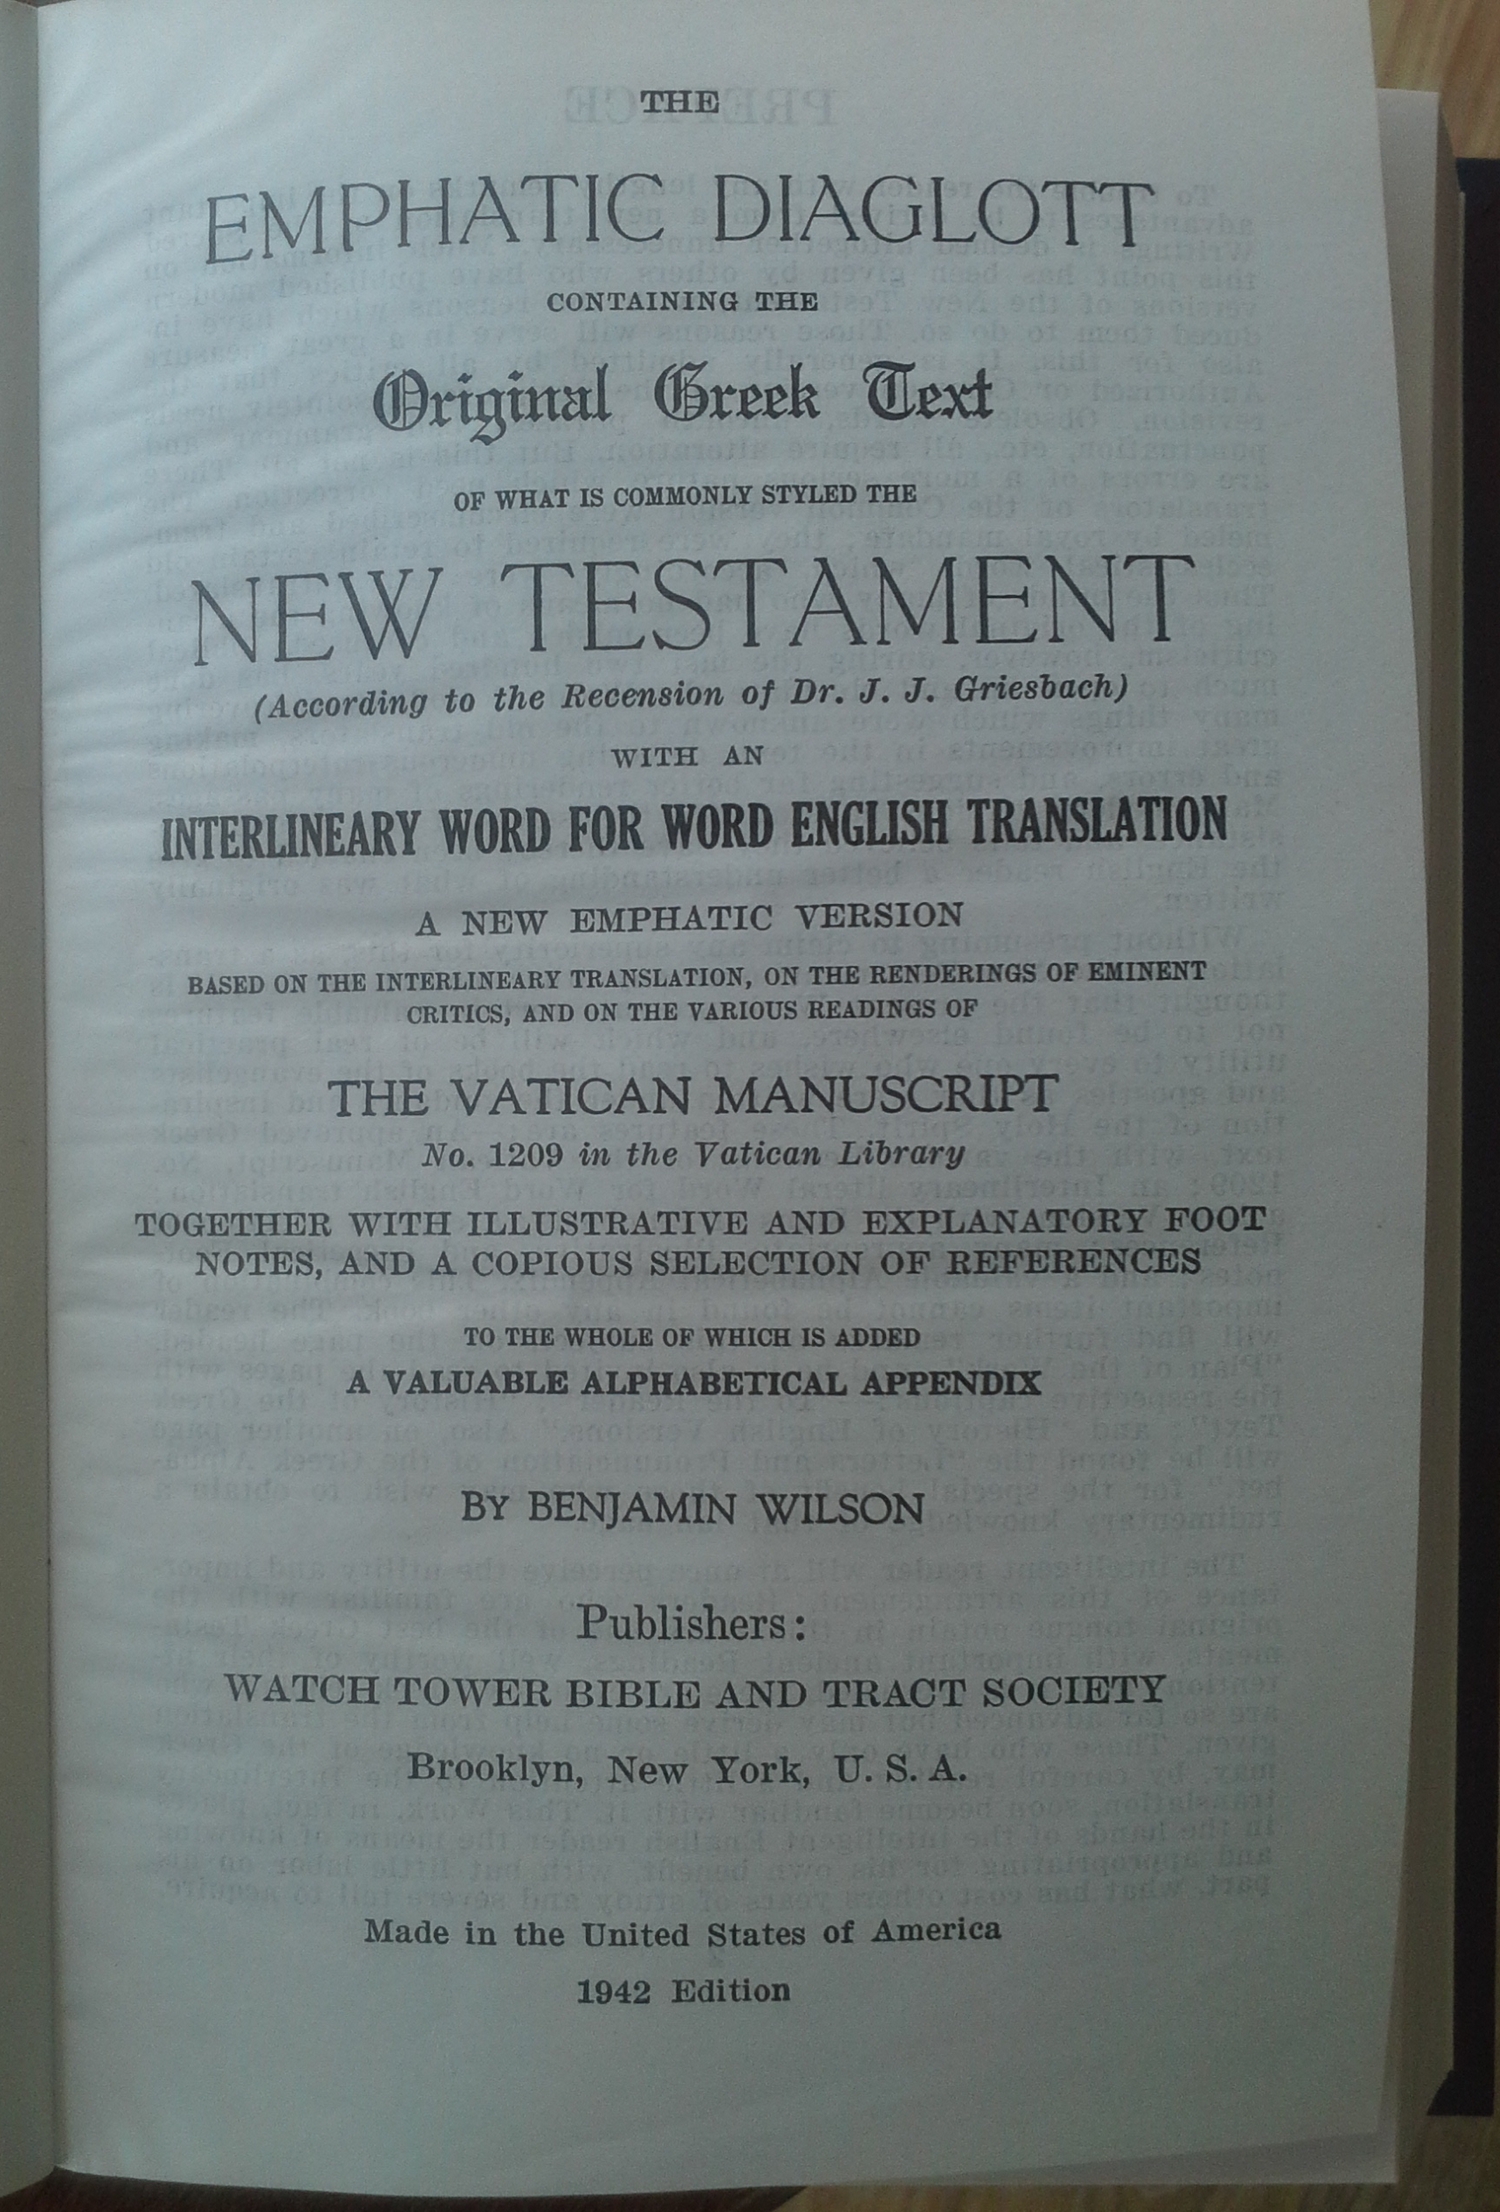 THE
EMPHATIC DIAGLOTT
CONTAINING THE
Original Greek Text
OF WHAT IS COMMONLY STYLED THE
NEW TESTAMENT
(According to the Recension of Dr. J. J. Griesbach)
WITH AN
INTERLINEARY WORD FOR WORD ENGLISH TRANSLATION
A NEW EMPHATIC VERSION
BASED ON THE INTERLINEARY TRANSLATION, ON THE RENDERINGS OF EMINENT
CRITICS, AND ON THE VARIOUS READINGS OF
THE VATICAN MANUSCRIPT
No. 1209 in the Vatican Library
TOGETHER WITH ILLUSTRATIVE AND EXPLANATORY FOOT
NOTES, AND A COPIOUS SELECTION OF REFERENCES
TO THE WHOLE OF WHICH IS ADDED
A VALUABLE ALPHABETICAL APPENDIX
BY BENJAMIN WILSON
Publishers:
WATCH TOWER BIBLE AND TRACT SOCIETY
Brooklyn, New York, U. S. A.
Made in the United States of America
1942 Edition